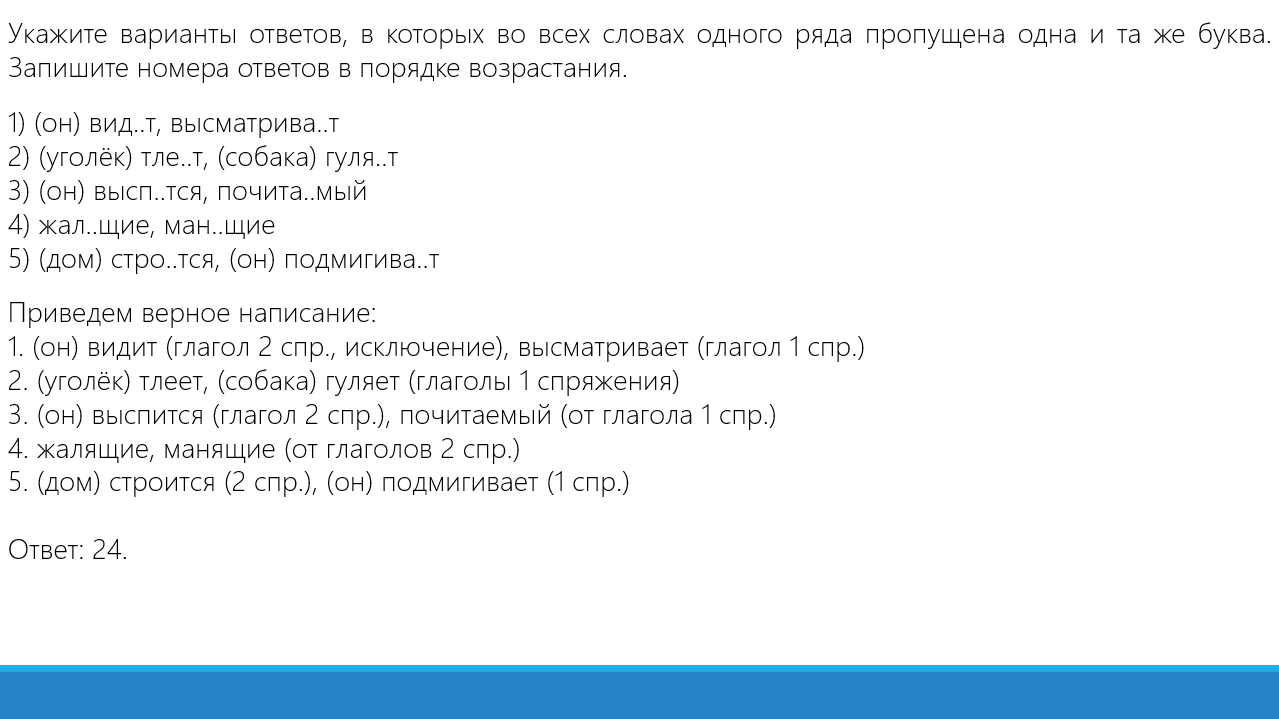 Укажите варианты ответов, в которых во всех словах одного ряда пропущена одна и та же буква.
Запишите номера ответов в порядке возрастания.
1) (он) вид..т, высматрива..т
2) (уголёк) тле..т, (собака) гуля..т
3) (он) высп..тся, почита..мый
4) жал..щие, ман..щие
5) (дом) стро..тся, (он) подмигива..т
Приведем верное написание:
1. (он) видит (глагол 2 спр., исключение), высматривает (глагол 1 спр.)
2. (уголёк) тлеет, (собака) гуляет (глаголы 1 спряжения)
3. (он) выспится (глагол 2 спр.), почитаемый (от глагола 1 спр.)
4. жалящие, манящие (от глаголов 2 спр.)
5. (дом) строится (2 спр.), (он) подмигивает (1 спр.)
Ответ: 24.